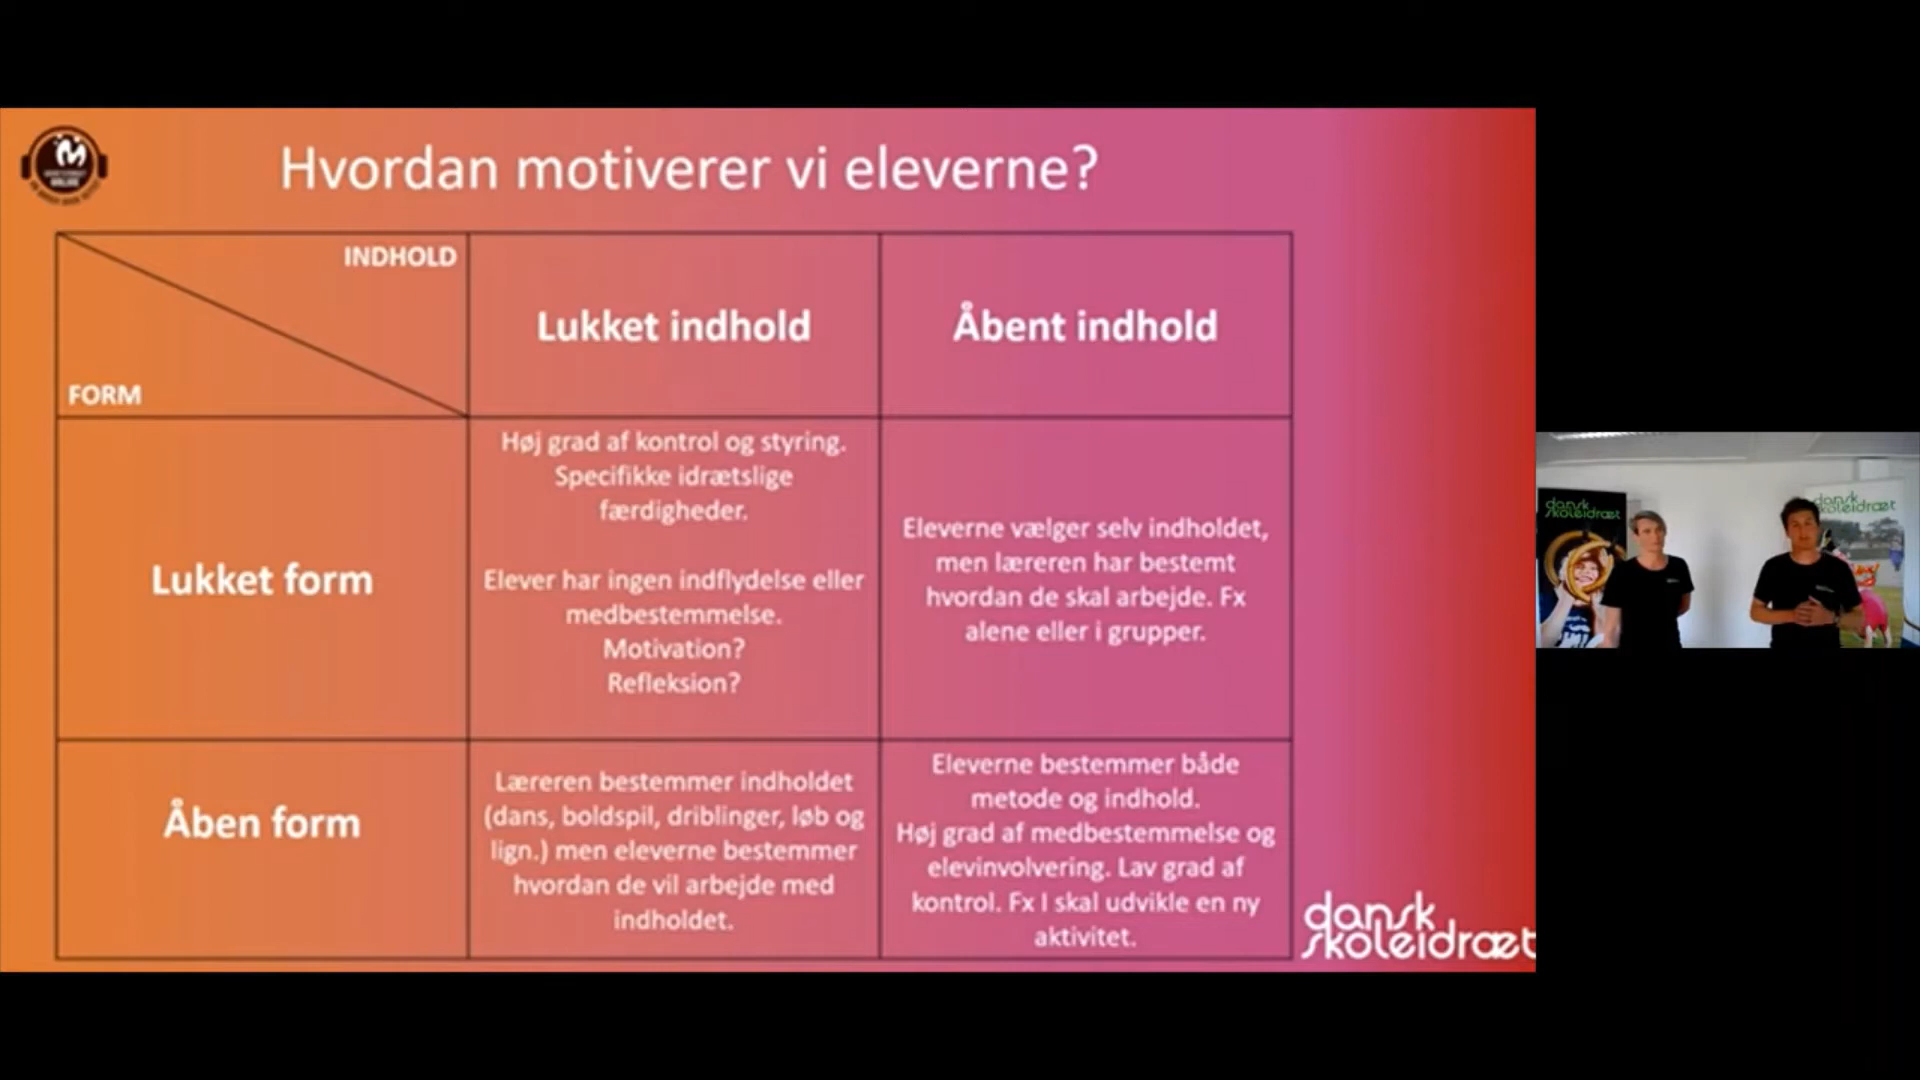 Hvordan motiverer vi eleverne?
INDHOLD
FORM
Lukket indhold
Åbent indhold
Lukket form
Høj grad af kontrol og styring.
Specifikke idrætslige
færdigheder.
Elever har ingen indflydelse eller
medbestemmelse.
Motivation?
Refleksion?
Eleverne vælger selv indholdet,
men læreren har bestemt
hvordan de skal arbejde. Fx
alene eller i grupper.
Åben form
Læreren bestemmer indholdet
(dans, boldspil, driblinger, løb og
lign.) men eleverne bestemmer
hvordan de vil arbejde med
indholdet.
Eleverne bestemmer både
metode og indhold.
Høj grad af medbestemmelse og
elevinvolvering. Lav grad af
kontrol. Fx I skal udvikle en ny
aktivitet.
dansk
skoleidræt
dansk
skoleidræt
dansk
skoleidræt